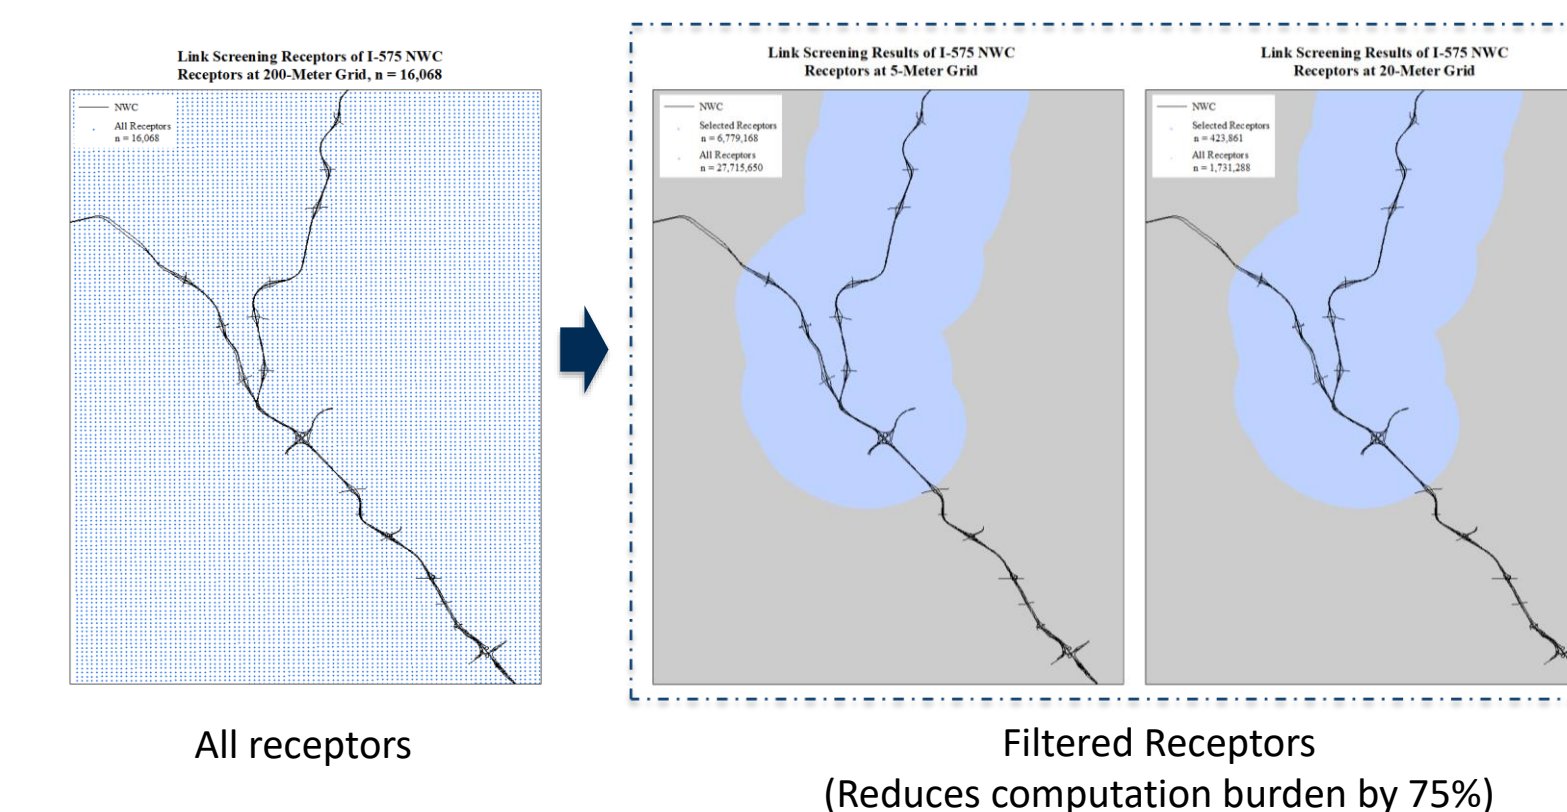 Link Screening Receptors of I-575 NWC
Receptors at 200-Meter Grid, n = 16,068
NWC
All Receptors
n = 16,068
All receptors
Link Screening Results of I-575 NWC
Receptors at 5-Meter Grid
NWC
Selected Receptors
n = 6,779,168
All Receptors
n = 27,715,650
Link Screening Results of I-575 NWC
Receptors at 20-Meter Grid
NWC
Selected Receptors
n = 423,861
All Receptors
n = 1,731,288
Filtered Receptors
(Reduces computation burden by 75%)